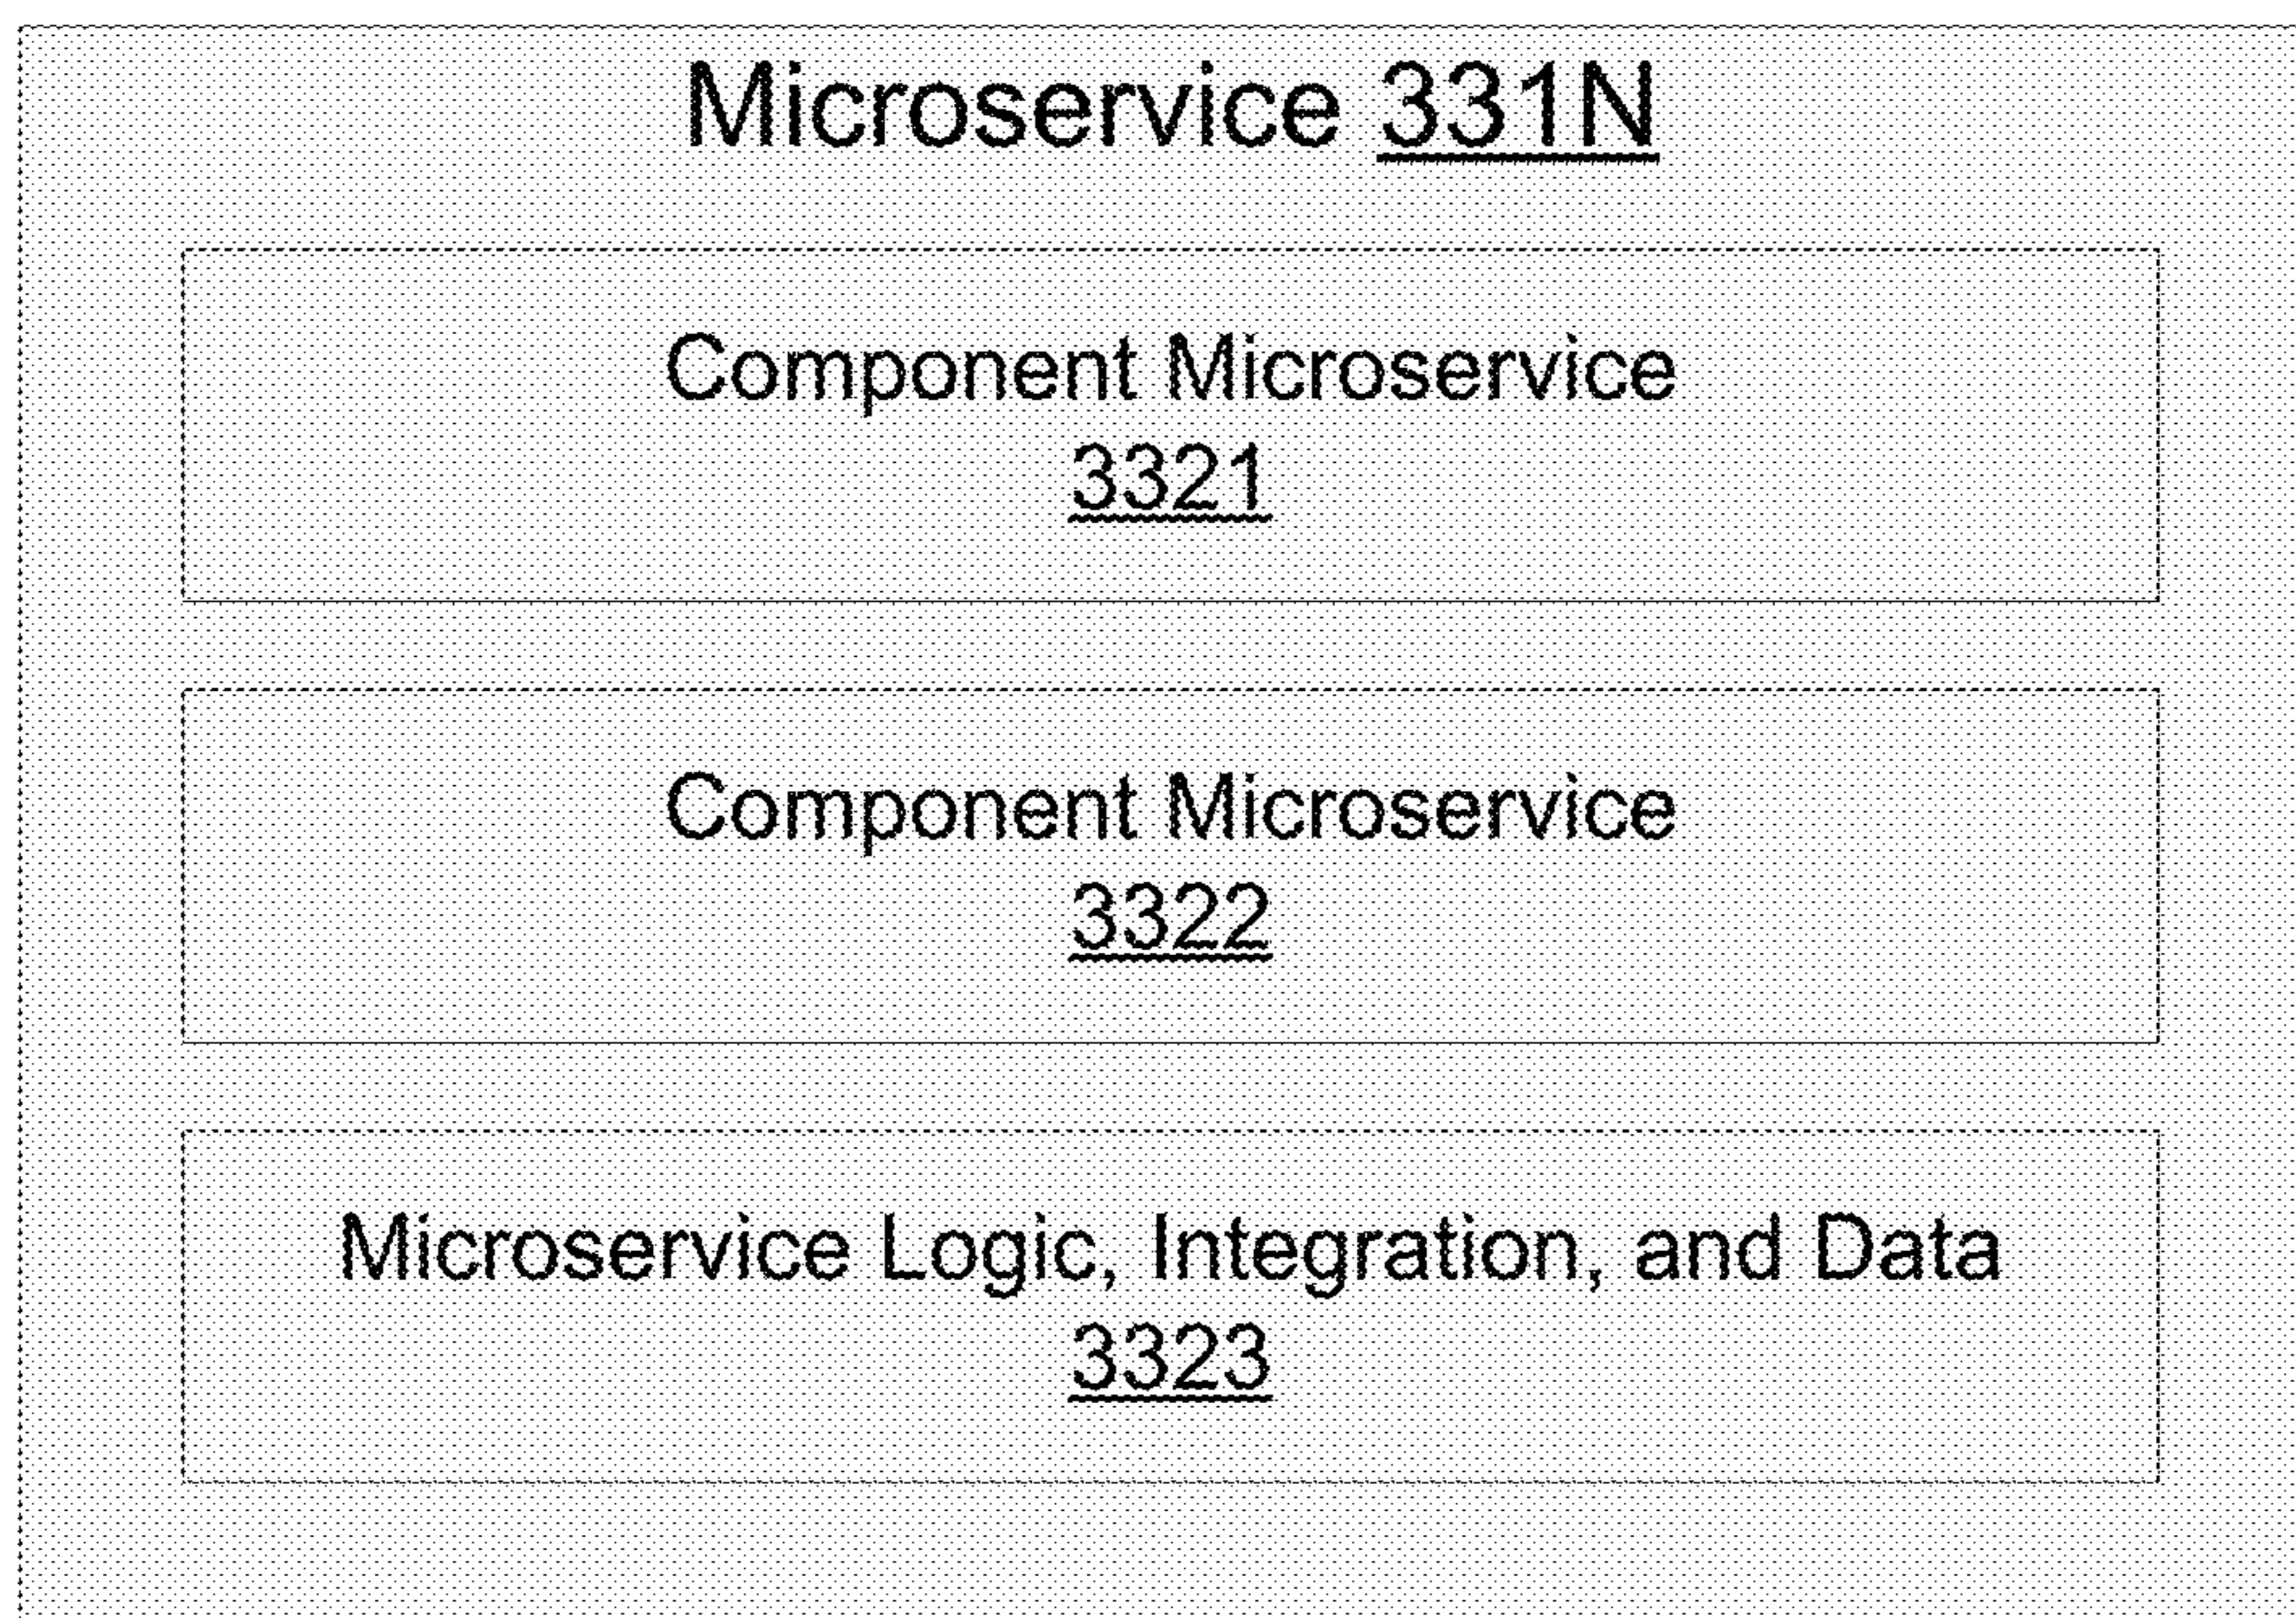 Microservice 331N
Component Microservice
3321
Component Microservice
3322
Microservice Logic, Integration, and Data
3323